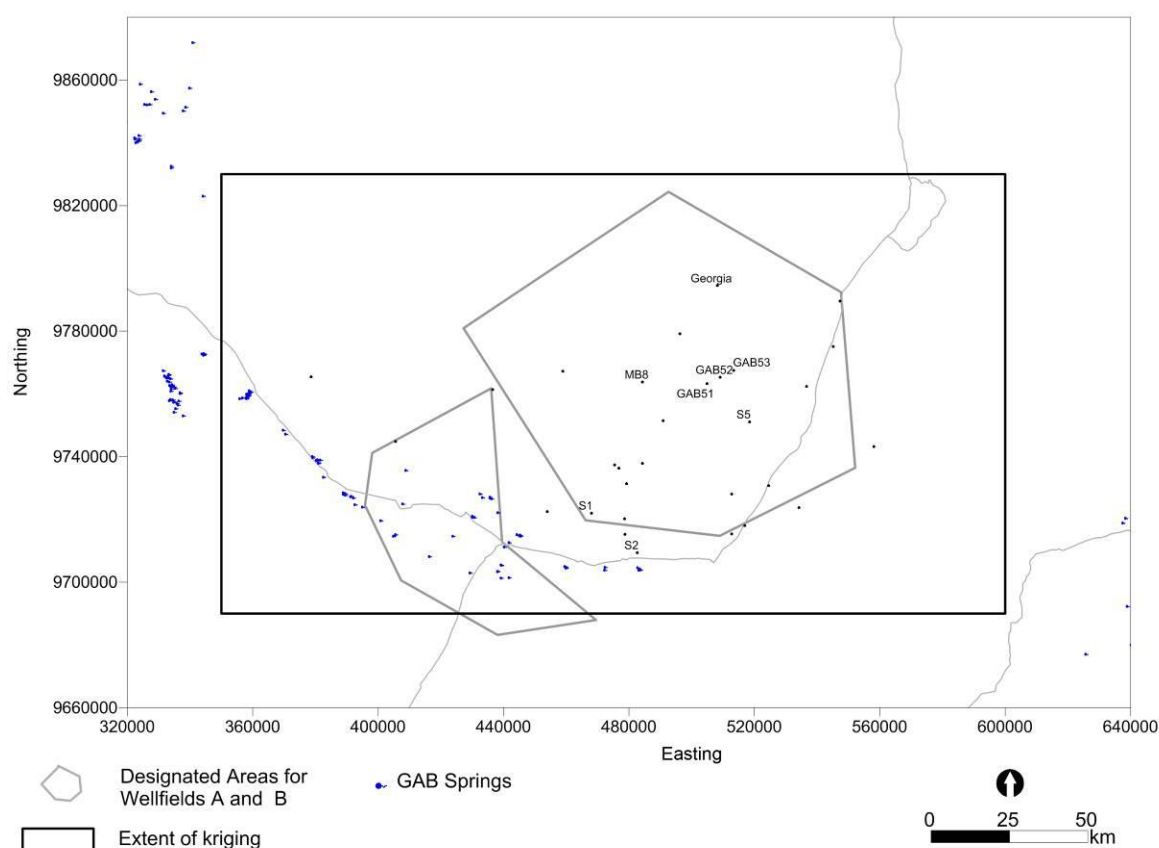 9860000
9820000
Georgia
9780000
Northing
GAB53
MB8
GAB52
GAB51
S5
9740000
S1
S2
9700000
9660000
320000 360000 400000 440000 480000 520000 560000 600000 640000
Easting
Designated Areas for
Wellfields A and B
GAB Springs
Extent of kriging
0 25 50
km